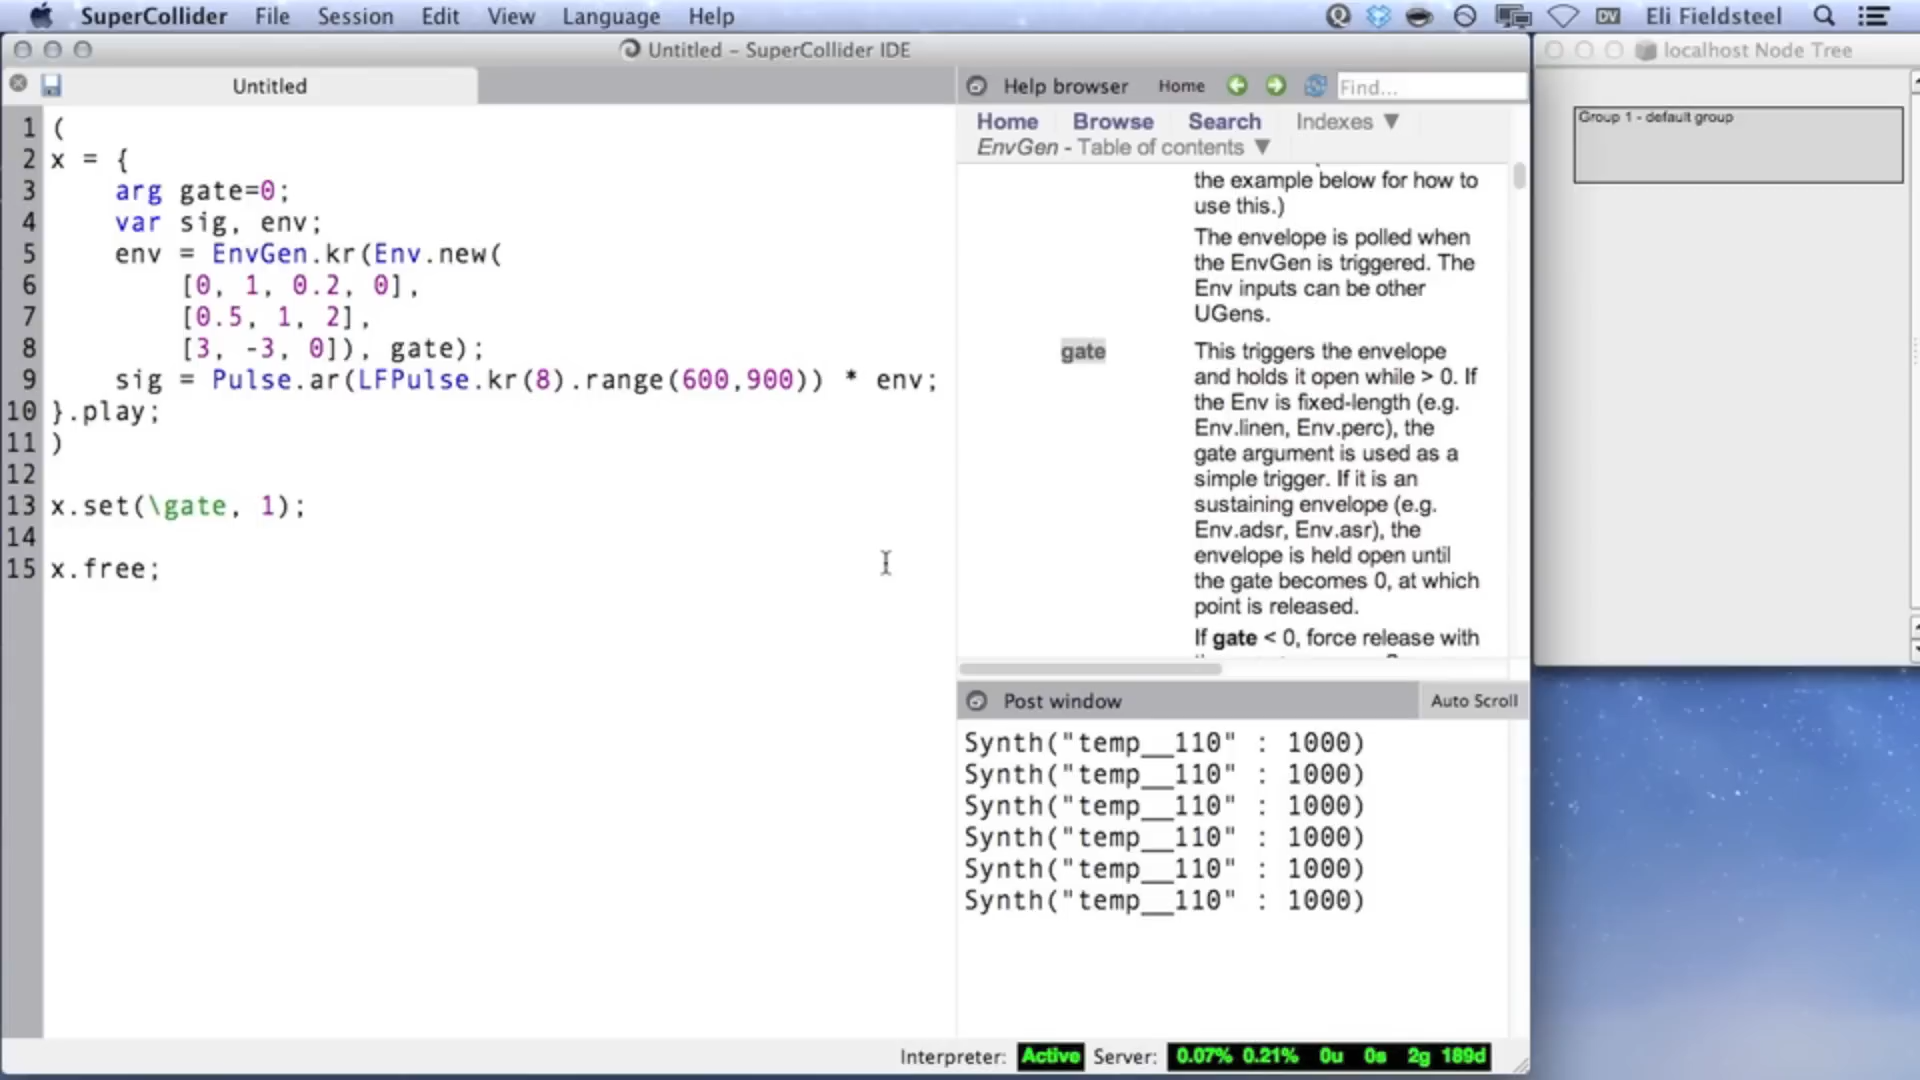 SuperCollider File Session Edit View Language Help
DV Eli Fieldsteel
Untitled – SuperCollider IDE
localhost Node Tree
Untitled
1 (
2 x = {
3 arg gate=0;
4 var sig, env;
5 env = EnvGen.kr(Env.new(
6 [0, 1, 0.2, 0],
7 [0.5, 1, 2],
8 [3, -3, 0]), gate);
9 sig = Pulse.ar(LFPulse.kr(8).range(600,900)) * env;
10 }.play;
11 )
12
13 x.set(\gate, 1);
14
15 x.free;
Help browser Home Find...
Home Browse Search Indexes ▼
EnvGen - Table of contents ▼
the example below for how to
use this.)
The envelope is polled when
the EnvGen is triggered. The
Env inputs can be other
UGens.
gate This triggers the envelope
and holds it open while > 0. If
the Env is fixed-length (e.g.
Env.linen, Env.perc), the
gate argument is used as a
simple trigger. If it is an
sustaining envelope (e.g.
Env.adsr, Env.asr), the
envelope is held open until
the gate becomes 0, at which
point is released.
If gate < 0, force release with
Post window Auto Scroll
Synth("temp__110" : 1000)
Synth("temp__110" : 1000)
Synth("temp__110" : 1000)
Synth("temp__110" : 1000)
Synth("temp__110" : 1000)
Synth("temp__110" : 1000)
Interpreter: Active Server: 0.07% 0.21% 0u 0s 2g 189d
Group 1 - default group